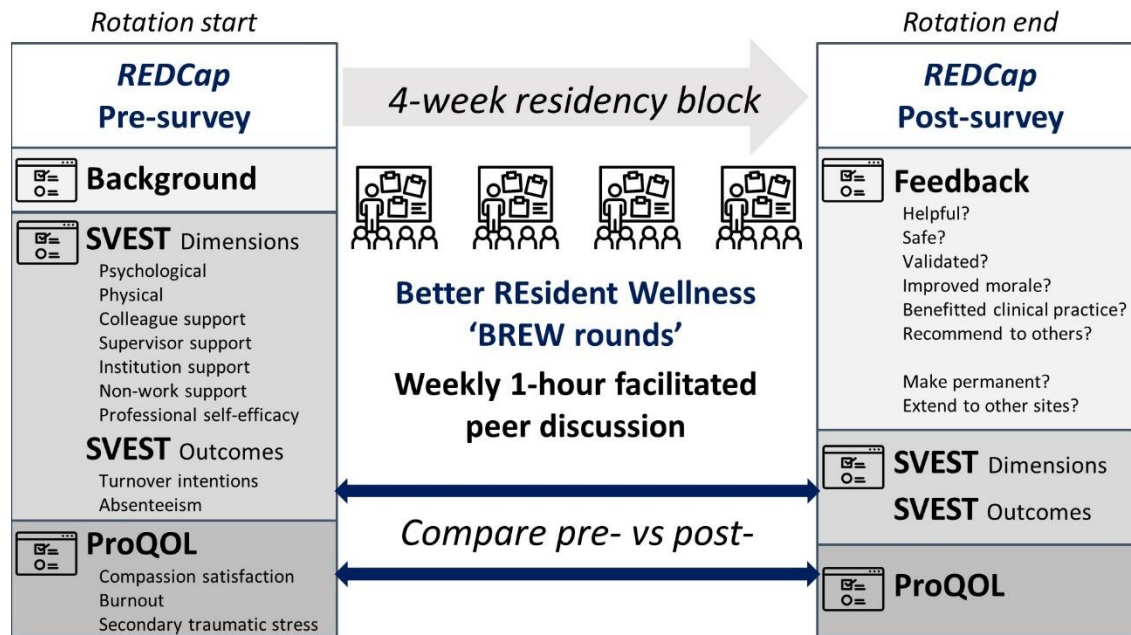 Rotation start
REDCap
Pre-survey
Background
SVEST Dimensions
Psychological
Physical
Colleague support
Supervisor support
Institution support
Non-work support
Professional self-efficacy
SVEST Outcomes
Turnover intentions
Absenteeism
ProQOL
Compassion satisfaction
Burnout
Secondary traumatic stress
4-week residency block
Better REsident Wellness
‘BREW rounds’
Weekly 1-hour facilitated
peer discussion
Compare pre- vs post-
Rotation end
REDCap
Post-survey
Feedback
Helpful?
Safe?
Validated?
Improved morale?
Benefitted clinical practice?
Recommend to others?
Make permanent?
Extend to other sites?
SVEST Dimensions
SVEST Outcomes
ProQOL